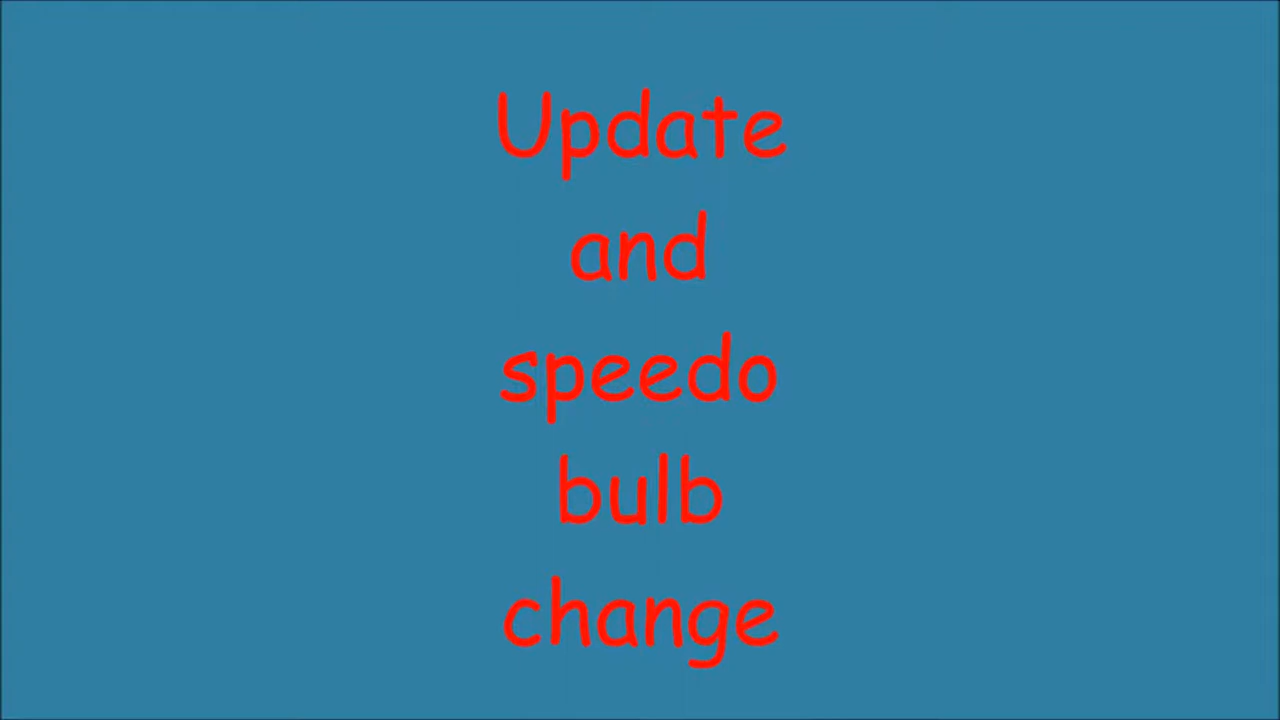 Update
and
speedo
bulb
change